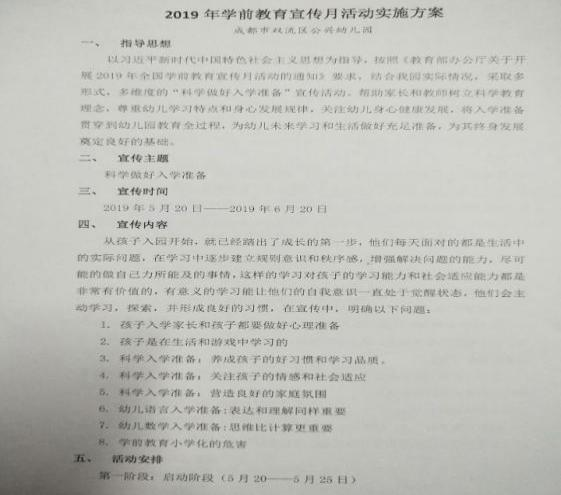 2019 年学前教育宣传月活动实施方案
成都市双流区公兴幼儿园
一、 指导思想
以习近平新时代中国特色社会主义思想为指导，按照《教育部办公厅关于开
展 2019 年全国学前教育宣传月活动的通知》要求，结合我园实际情况，采取多
形式、多维度的“科学做好入学准备”宣传活动。帮助家长和教师树立科学教育
理念，尊重幼儿学习特点和身心发展规律，关注幼儿身心健康发展，将入学准备
贯穿到幼儿园教育全过程，为幼儿未来学习和生活做好充足准备，为其终身发展
奠定良好的基础。
二、 宣传主题
科学做好入学准备
三、 宣传时间
2019 年 5 月 20 日——2019 年 6 月 20 日
四、 宣传内容
从孩子入园开始，就已经踏出了成长的第一步，他们每天面对的都是生活中
的实际问题，在学习中逐步建立规则意识和秩序感，增强解决问题的能力，尽可
能的做自己力所能及的事情，这样的学习对孩子的学习能力和社会适应能力都是
非常有价值的，有意义的学习能让他们的自我意识一直处于觉醒状态，他们会主
动学习，探索，并形成良好的习惯，在宣传中，明确以下问题：
1. 孩子入学家长和孩子都要做好心理准备
2. 孩子是在生活和游戏中学习的
3. 科学入学准备：养成孩子的好习惯和学习品质。
4. 科学入学准备：关注孩子的情感和社会适应
5. 科学入学准备：营造良好的家庭氛围
6. 幼儿语言入学准备:表达和理解同样重要
7. 幼儿数学入学准备:思维比计算更重要
8. 学前教育小学化的危害
五、 活动安排
第一阶段：启动阶段（5 月 20——5 月 25 日）